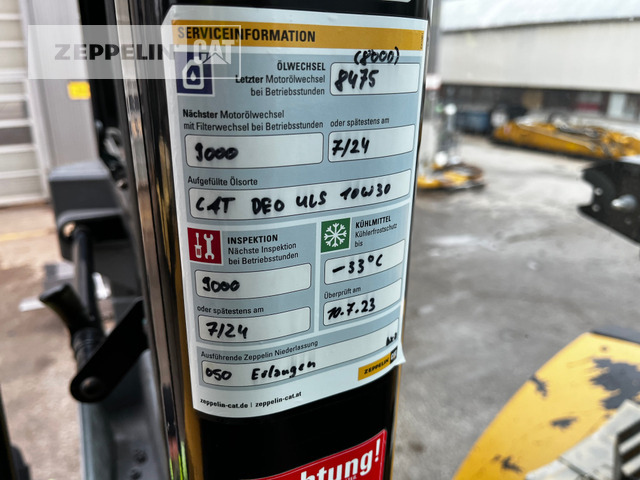 ZEPPELIN CAT
SERVICEINFORMATION
ÖLWECHSEL
(8000)
Letzter Motorölwechsel
bei Betriebsstunden
8475
Nächster Motorölwechsel
mit Filterwechsel bei Betriebsstunden
oder spätestens am
9000
7/24
Aufgefüllte Ölsorte
CAT DEO ULS 10W30
INSPEKTION
Nächste Inspektion
bei Betriebsstunden
KÜHLMITTEL
Kühlerfrostschutz
bis
9000
-33°C
oder spätestens am
Überprüft am
7/24
10.7.23
Ausführende Zeppelin Niederlassung
050 Erlangen
ZEPPELIN CAT
zeppelin-cat.de | zeppelin-cat.at
chtung!